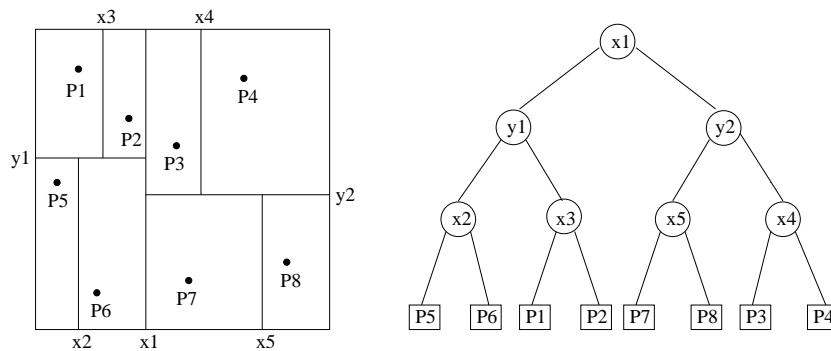 x3 x4
P1
P4
P2
P3
y1
P5
y2
P8
P7
P6
x2 x1 x5
x1
y1 y2
x2 x3 x5 x4
P5 P6 P1 P2 P7 P8 P3 P4